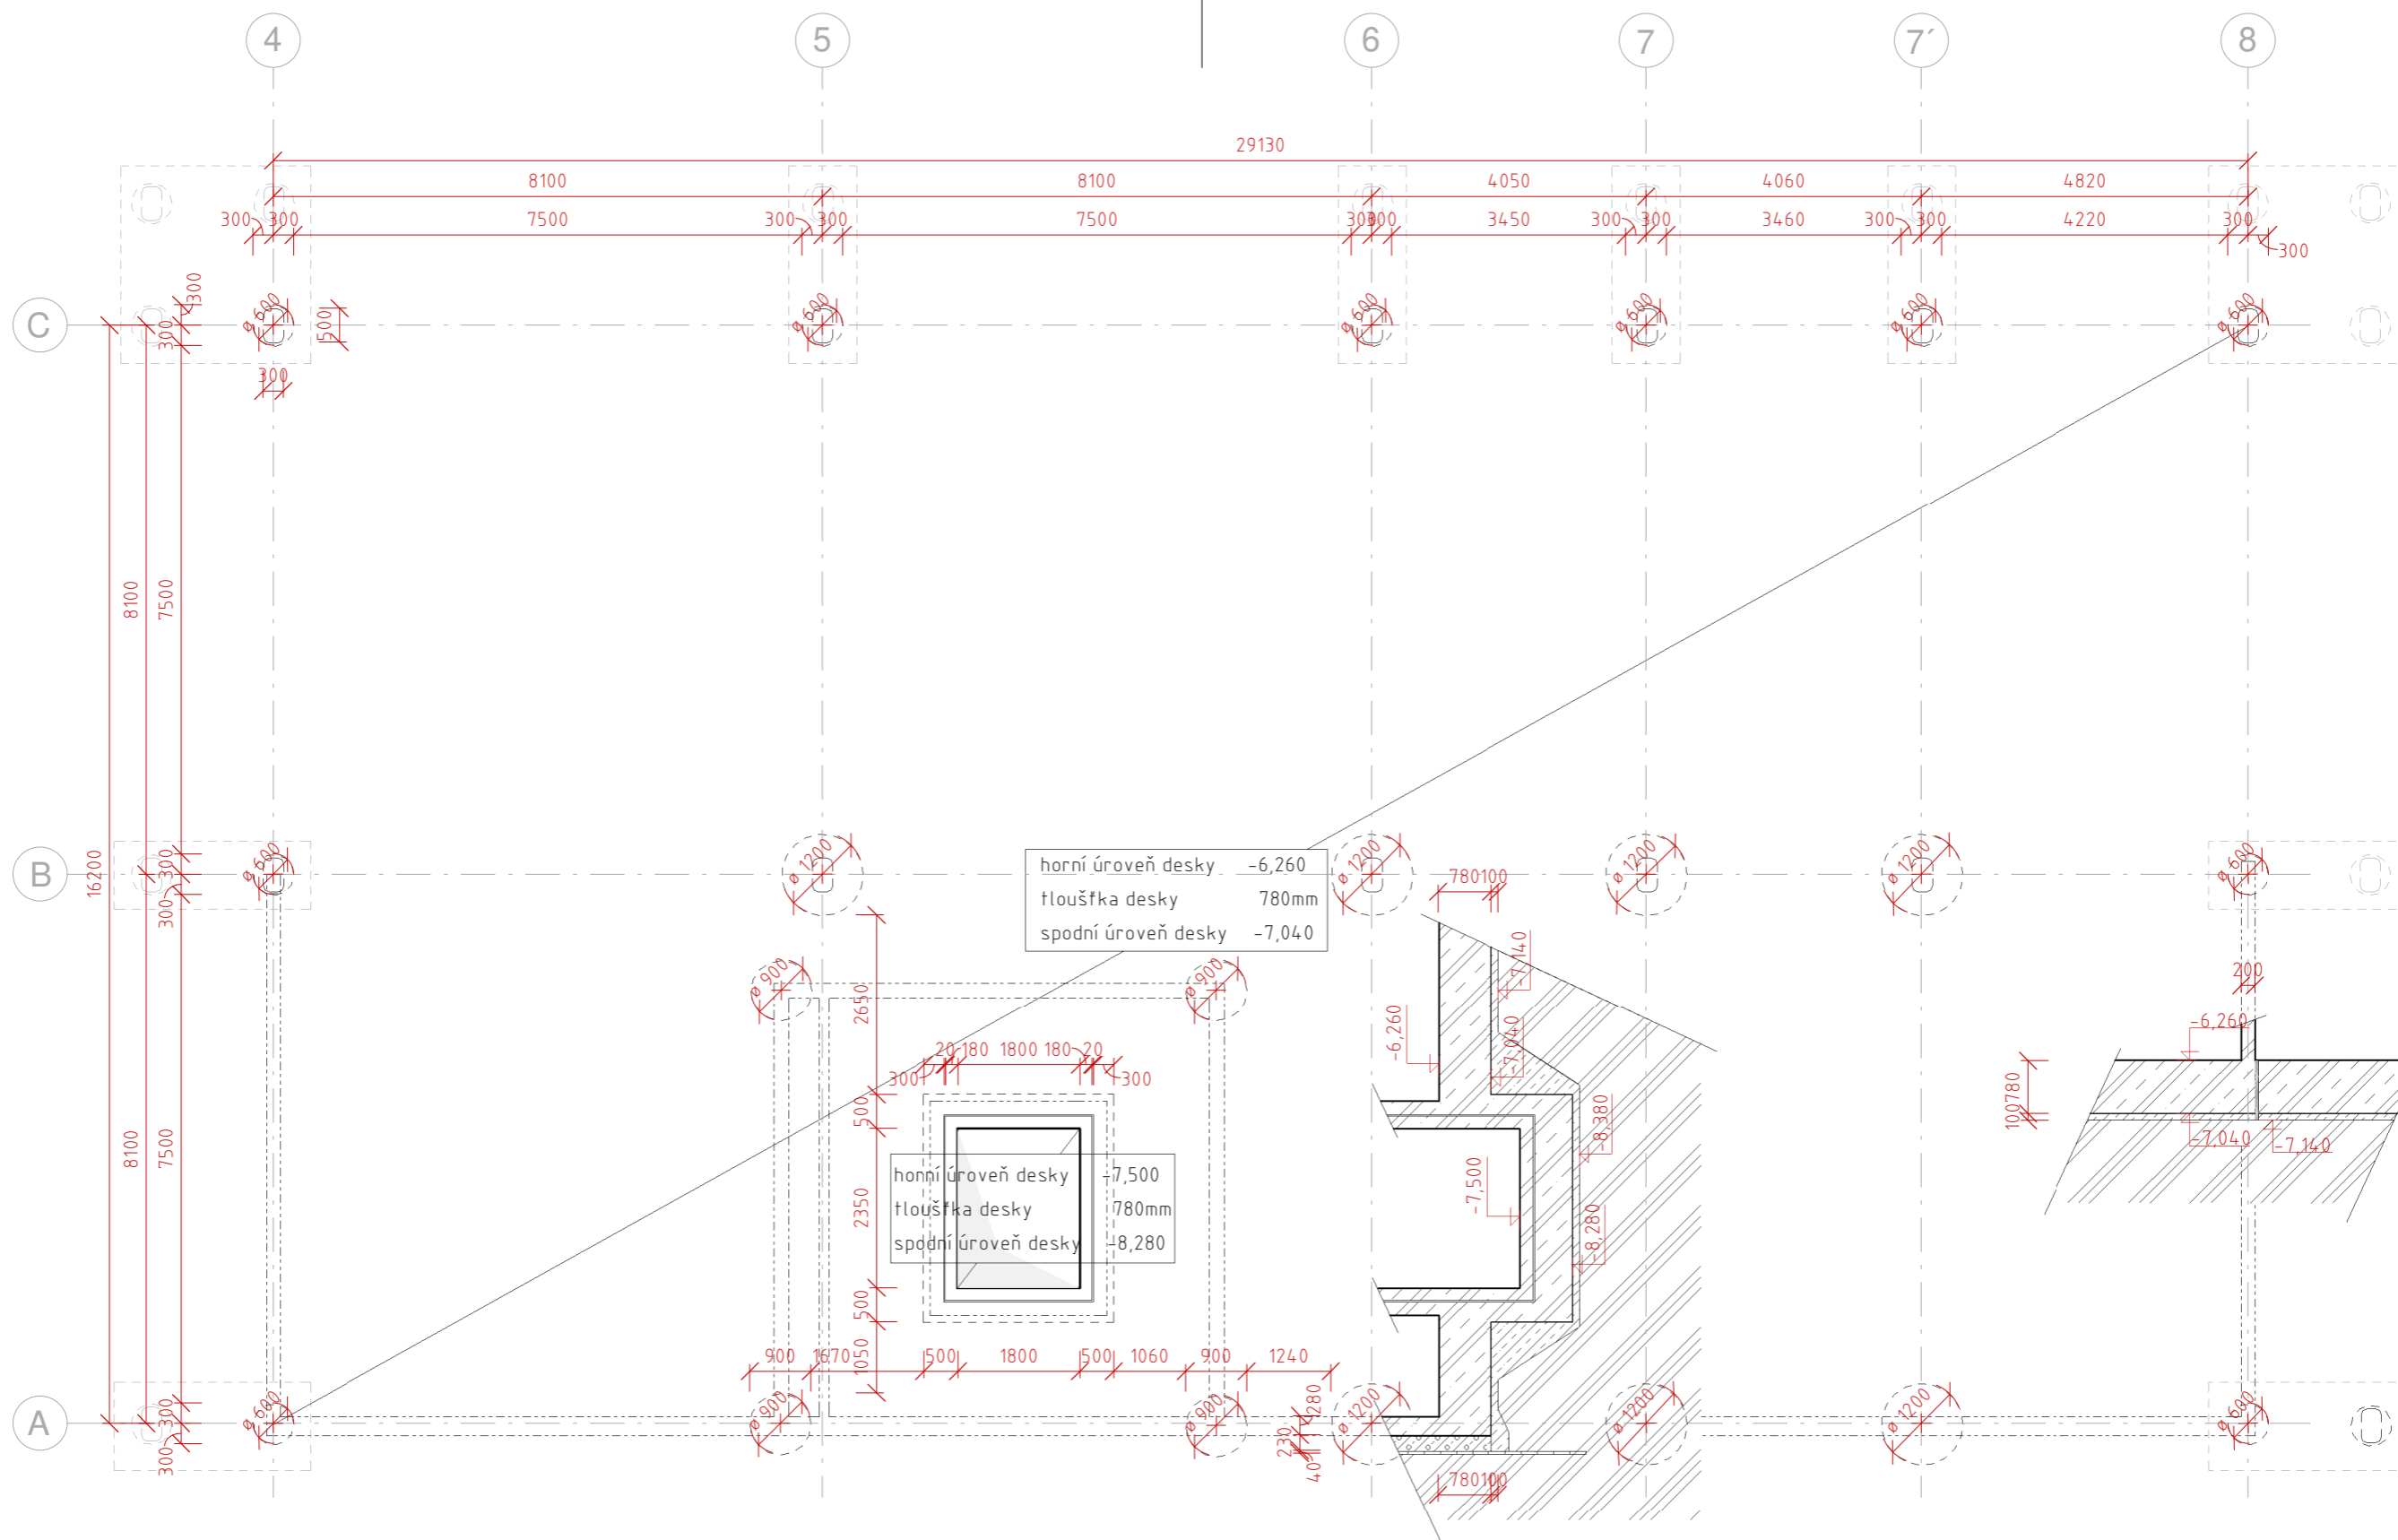 4 5 6 7 7´ 8
29130
8100 8100 4050 4060 4820
300 300 7500 300 300 7500 300 300 3450 300 300 3460 300 300 4220 300 300
C
300
300
ø 600
500
300
ø 600
ø 600
ø 600
ø 600
ø 600
16200
8100
7500
B
300
300
ø 600
ø 1200
ø 1200
ø 1200
ø 1200
ø 600
horní úroveň desky -6,260
tloušťka desky 780mm
spodní úroveň desky -7,040
780 100
-7,140
-6,260
-7,040
-8,380
-7,500
-8,280
200
-6,260
780
100
-7,040
-7,140
ø 900
ø 900
2650
20 180 1800 180 20
300 300
500
2350
500
1050
horní úroveň desky -7,500
tloušťka desky 780mm
spodní úroveň desky -8,280
8100
7500
900 1670 500 1800 500 1060 900 1240
A
300
300
ø 600
ø 900
ø 900
280
230
40
ø 1200
ø 1200
ø 1200
ø 600
780 100